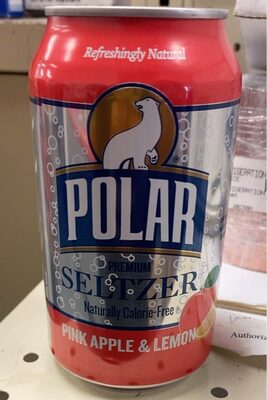 Refreshingly Natural
POLAR
PREMIUM
SELTZER
Naturally Calorie-Free
PINK APPLE & LEMON